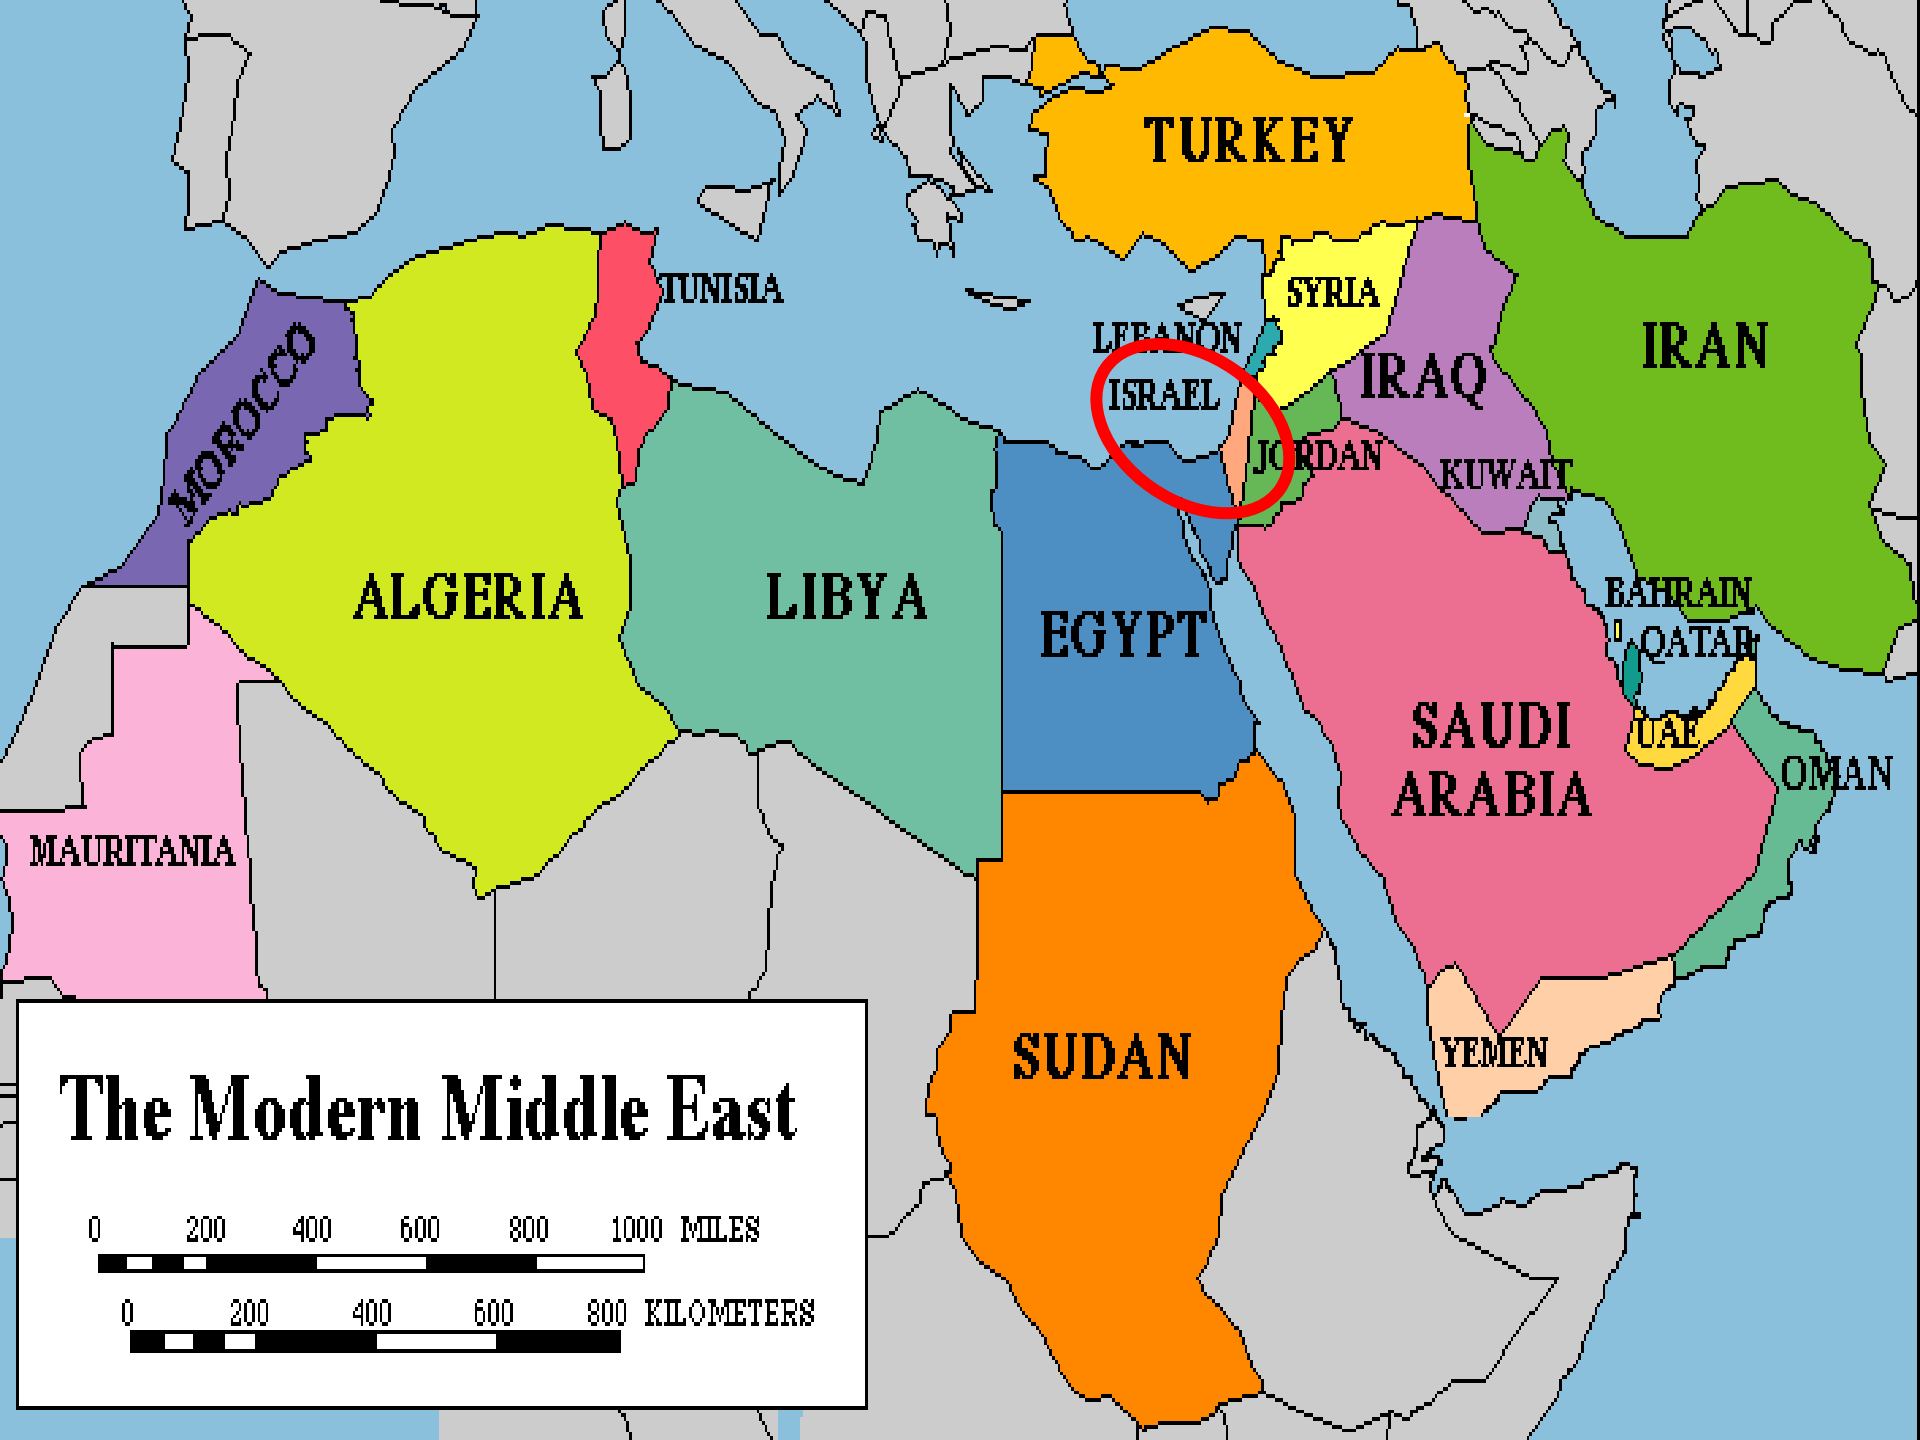 TURKEY
TUNISIA
SYRIA
LEBANON
IRAN
IRAQ
ISRAEL
MOROCCO
JORDAN
KUWAIT
ALGERIA
LIBYA
EGYPT
BAHRAIN
QATAR
SAUDI
ARABIA
UAE
OMAN
MAURITANIA
SUDAN
YEMEN
The Modern Middle East
0 200 400 600 800 1000 MILES
0 200 400 600 800 KILOMETERS